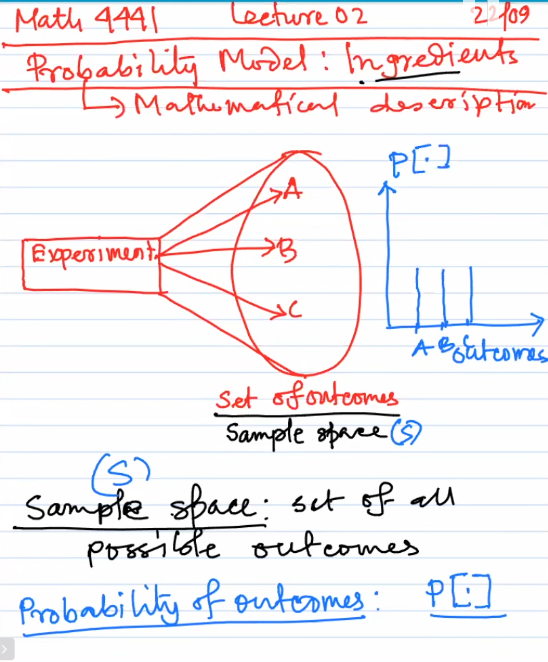 Math 4441 Lecture 02 22/09
Probability Model: Ingredients
↳ Mathematical description
P[·]
A
Experiment
B
C
A B C
outcomes
Set of outcomes
Sample space (S)
(S)
Sample space: set of all
possible outcomes
Probability of outcomes: P[·]